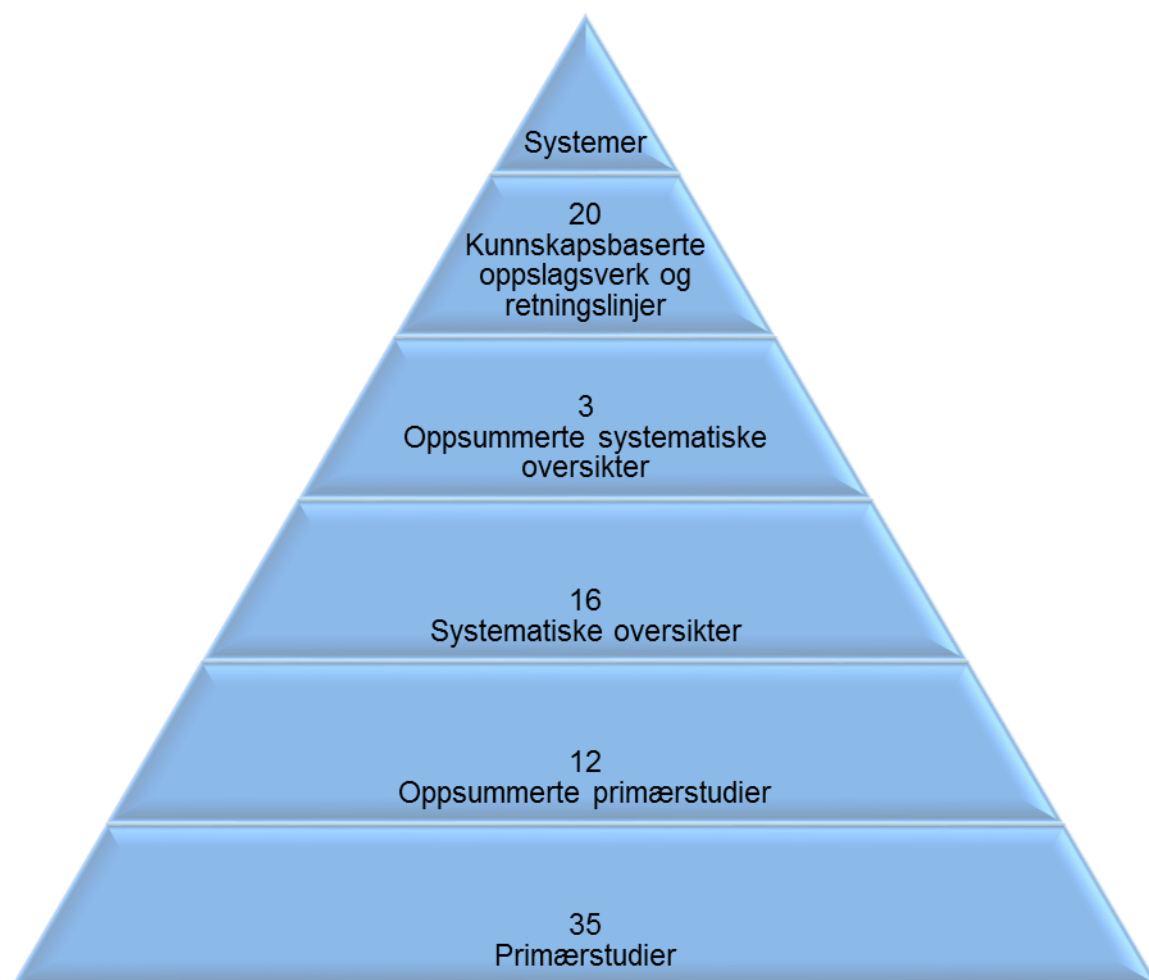 Systemer
20
Kunnskapsbaserte
oppslagsverk og
retningslinjer
3
Oppsummerte systematiske
oversikter
16
Systematiske oversikter
12
Oppsummerte primærstudier
35
Primærstudier